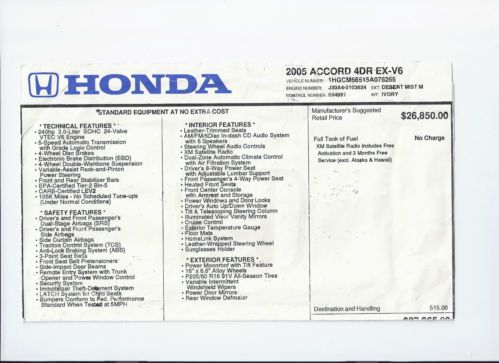 HONDA
2005 ACCORD 4DR EX-V6
VEHICLE NUMBER: 1HGCM66515A076255
ENGINE NUMBER: J30A4-0103624 EXT: DESERT MIST M
CONTROL NUMBER: INT: IVORY
*STANDARD EQUIPMENT AT NO EXTRA COST
* TECHNICAL FEATURES *
- 240hp 3.0-Liter SOHC 24-Valve
VTEC V6 Engine
- 5-Speed Automatic Transmission
with Grade Logic Control
- 4-Wheel Disc Brakes
- Electronic Brake Distribution (EBD)
- 4-Wheel Double-Wishbone Suspension
- Variable-Assist Rack-and-Pinion
Power Steering
- Front and Rear Stabilizer Bars
- EPA-Certified Tier-2 Bin-5
- CARB-Certified LEV2
- 105K Miles - No Scheduled Tune-ups
(Under Normal Conditions)
* SAFETY FEATURES *
- Driver's and Front Passenger's
Dual-Stage Airbags (SRS)
- Driver's and Front Passenger's
Side Airbags
- Side Curtain Airbags
- Traction Control System (TCS)
- Anti-Lock Braking System (ABS)
- 3-Point Seat Belts
- Front Seat Belt Pretensioners
- Side-Impact Door Beams
- Remote Entry System with Trunk
Opener and Power Window Control
- Security System
- Immobilizer Theft-Deterrent System
- LATCH System for Child Seats
- Bumpers Conform to Fed. Performance
Standard When Tested at 5MPH
* INTERIOR FEATURES *
- Leather-Trimmed Seats
- AM/FM/6Disc In-dash CD Audio System
with 6 Speakers
- Steering Wheel Audio Controls
- XM Satellite Radio
- Dual-Zone Automatic Climate Control
with Air Filtration System
- Driver's 8-Way Power Seat
with Adjustable Lumbar Support
- Front Passenger's 4-Way Power Seat
- Heated Front Seats
- Front Center Console
with Armrest and Storage
- Power Windows and Door Locks
- Driver's Auto Up/Down Window
- Tilt & Telescoping Steering Column
- Illuminated Visor Vanity Mirrors
- Cruise Control
- Exterior Temperature Gauge
- Floor Mats
- HomeLink System
- Leather-Wrapped Steering Wheel
- Sunglasses Holder
* EXTERIOR FEATURES *
- Power Moonroof with Tilt Feature
- 16" x 6.5" Alloy Wheels
- P205/60 R16 91V All-Season Tires
- Variable Intermittent
Windshield Wipers
- Power Door Mirrors
- Rear Window Defroster
Manufacturer's Suggested
Retail Price $26,850.00
Full Tank of Fuel No Charge
XM Satellite Radio Includes Free
Activation and 3 Months Free
Service (excl. Alaska & Hawaii)
Destination and Handling 515.00